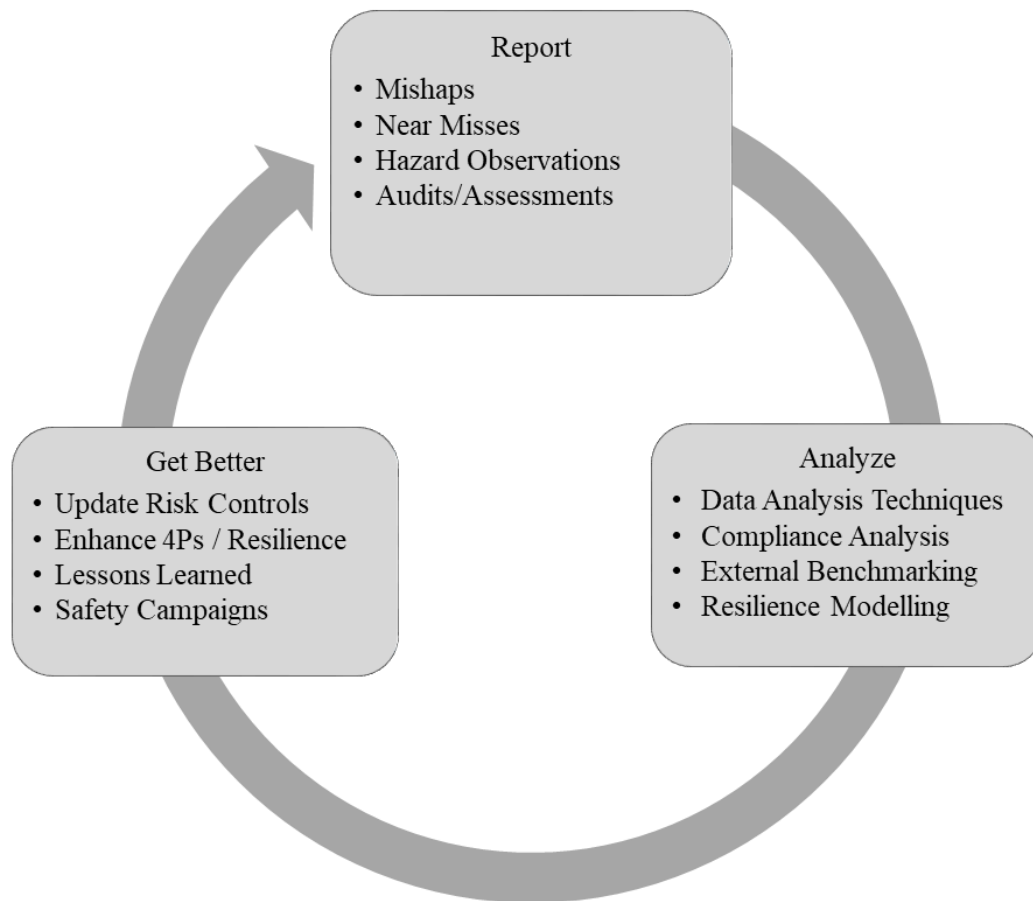 Report
• Mishaps
• Near Misses
• Hazard Observations
• Audits/Assessments
Get Better
• Update Risk Controls
• Enhance 4Ps / Resilience
• Lessons Learned
• Safety Campaigns
Analyze
• Data Analysis Techniques
• Compliance Analysis
• External Benchmarking
• Resilience Modelling